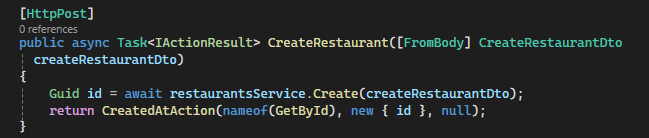 [HttpPost]
0 references
public async Task<IActionResult> CreateRestaurant([FromBody] CreateRestaurantDto
createRestaurantDto)
{
Guid id = await restaurantsService.Create(createRestaurantDto);
return CreatedAtAction(nameof(GetById), new { id }, null);
}